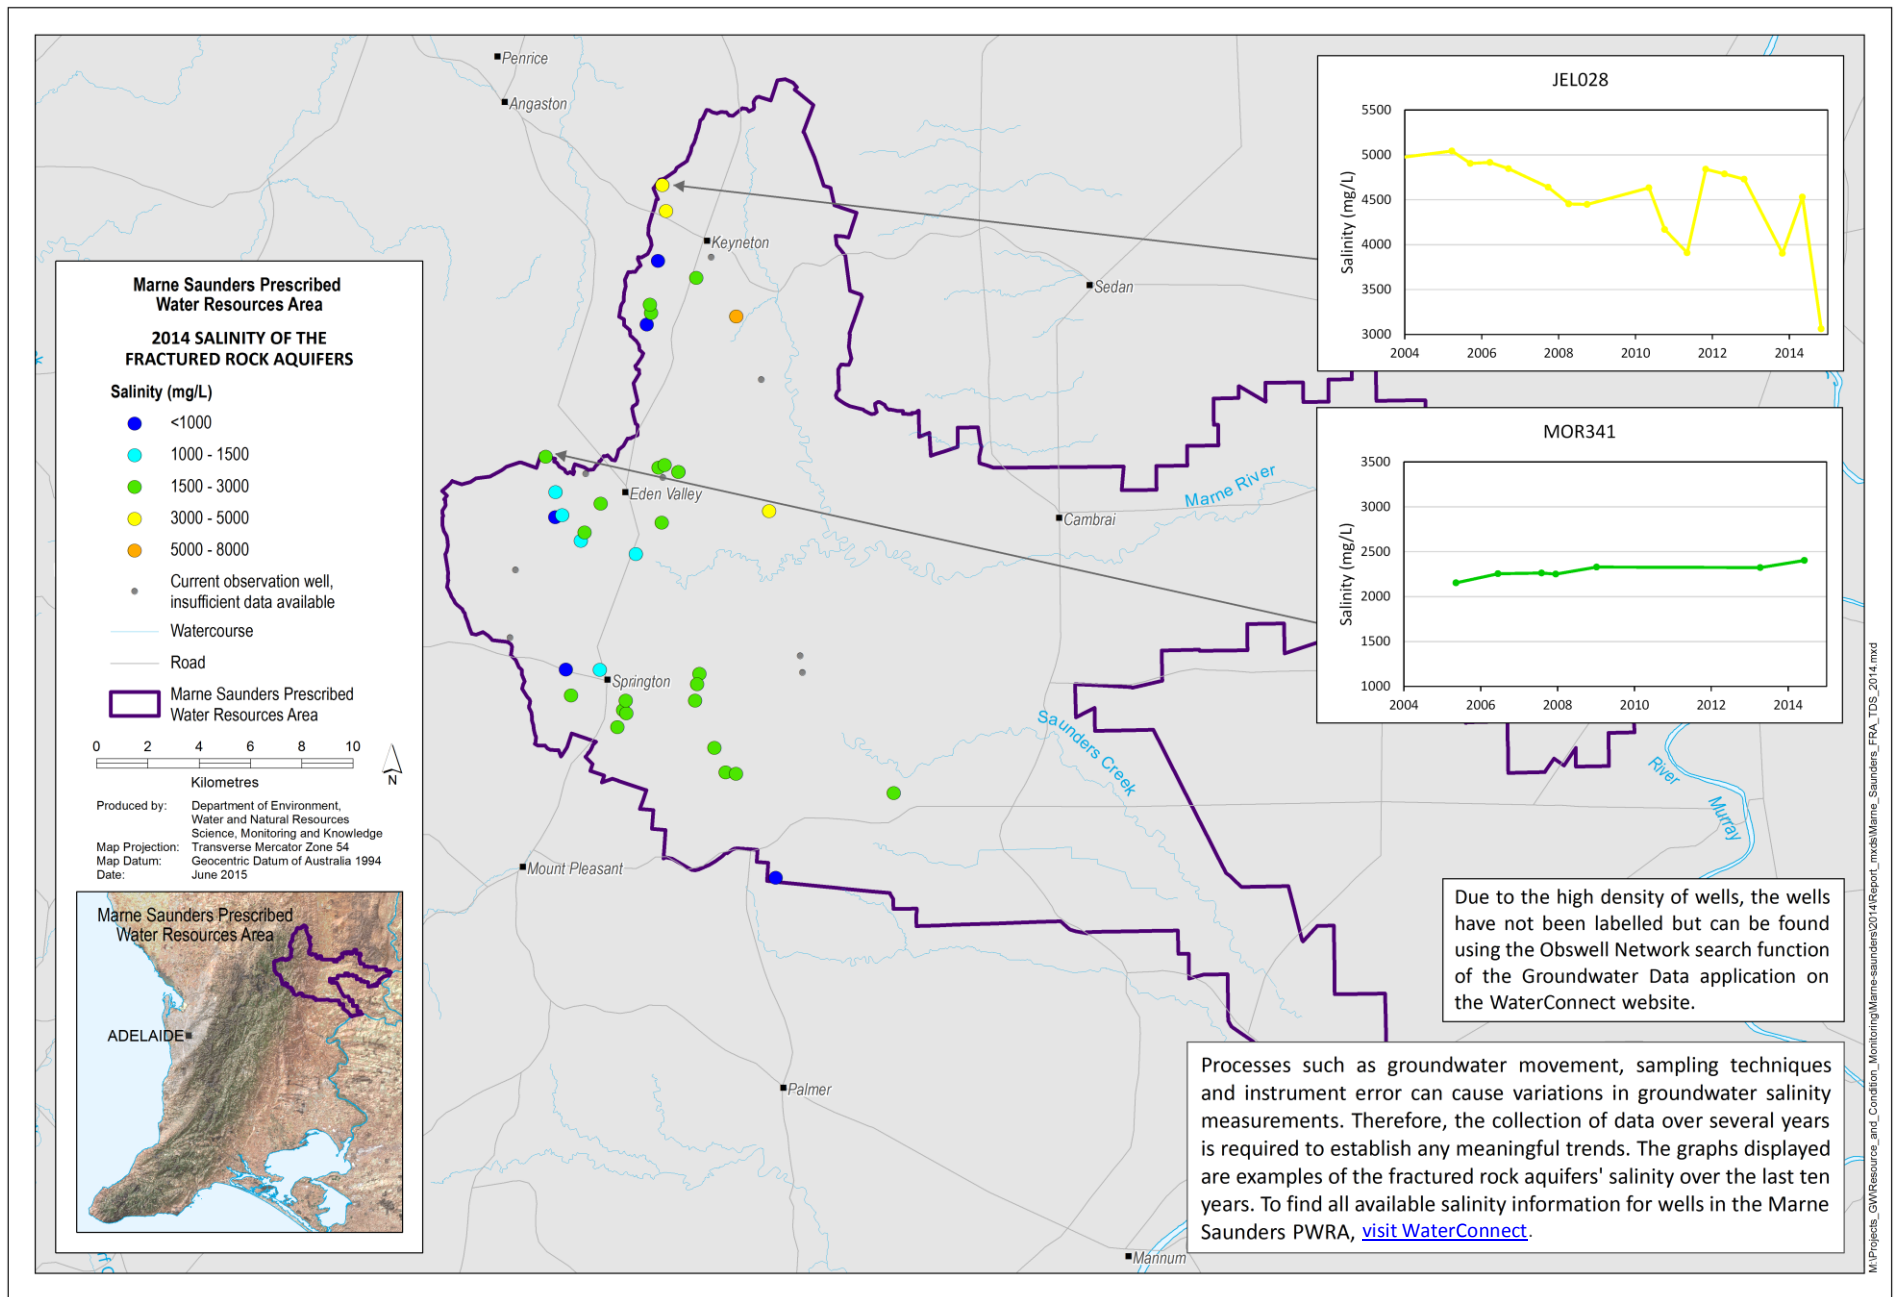 Penrice
Angaston
Keyneton
Sedan
Eden Valley
Cambrai
Marne River
Springton
Saunders Creek
Mount Pleasant
Palmer
Mannum
River
Murray
Marne Saunders Prescribed
Water Resources Area
2014 SALINITY OF THE
FRACTURED ROCK AQUIFERS
Salinity (mg/L)
<1000
1000 - 1500
1500 - 3000
3000 - 5000
5000 - 8000
Current observation well,
insufficient data available
Watercourse
Road
Marne Saunders Prescribed
Water Resources Area
0 2 4 6 8 10
Kilometres
N
Produced by: Department of Environment,
Water and Natural Resources
Science, Monitoring and Knowledge
Map Projection: Transverse Mercator Zone 54
Map Datum: Geocentric Datum of Australia 1994
Date: June 2015
Marne Saunders Prescribed
Water Resources Area
ADELAIDE
JEL028
Salinity (mg/L)
5500
5000
4500
4000
3500
3000
2004 2006 2008 2010 2012 2014
MOR341
Salinity (mg/L)
3500
3000
2500
2000
1500
1000
2004 2006 2008 2010 2012 2014
Due to the high density of wells, the wells
have not been labelled but can be found
using the Obswell Network search function
of the Groundwater Data application on
the WaterConnect website.
Processes such as groundwater movement, sampling techniques
and instrument error can cause variations in groundwater salinity
measurements. Therefore, the collection of data over several years
is required to establish any meaningful trends. The graphs displayed
are examples of the fractured rock aquifers' salinity over the last ten
years. To find all available salinity information for wells in the Marne
Saunders PWRA, visit WaterConnect.
M:\Projects_GW\Resource_and_Condition_Monitoring\Marne-saunders\2014\Report_mxds\Marne_Saunders_FRA_TDS_2014.mxd